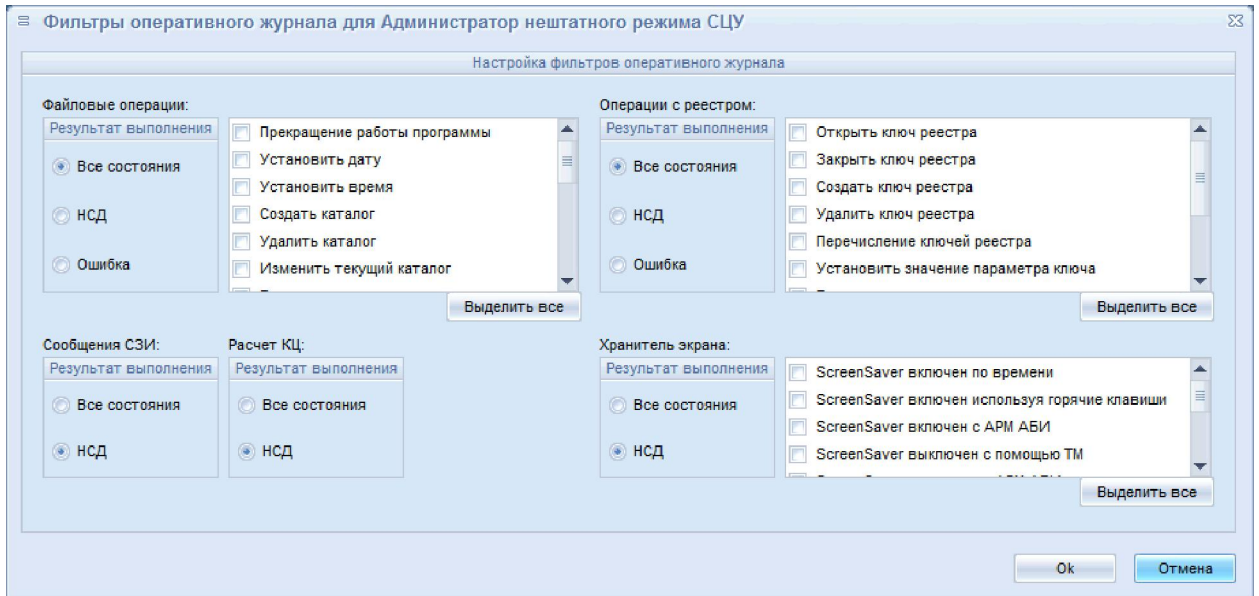 Фильтры оперативного журнала для Администратор нештатного режима СЦУ
Настройка фильтров оперативного журнала
Файловые операции:
Результат выполнения
Все состояния
НСД
Ошибка
Прекращение работы программы
Установить дату
Установить время
Создать каталог
Удалить каталог
Изменить текущий каталог
Выделить все
Операции с реестром:
Результат выполнения
Все состояния
НСД
Ошибка
Открыть ключ реестра
Закрыть ключ реестра
Создать ключ реестра
Удалить ключ реестра
Перечисление ключей реестра
Установить значение параметра ключа
Выделить все
Сообщения СЗИ:
Результат выполнения
Все состояния
НСД
Расчет КЦ:
Результат выполнения
Все состояния
НСД
Хранитель экрана:
Результат выполнения
Все состояния
НСД
ScreenSaver включен по времени
ScreenSaver включен используя горячие клавиши
ScreenSaver включен с АРМ АБИ
ScreenSaver выключен с помощью ТМ
Выделить все
Ok
Отмена